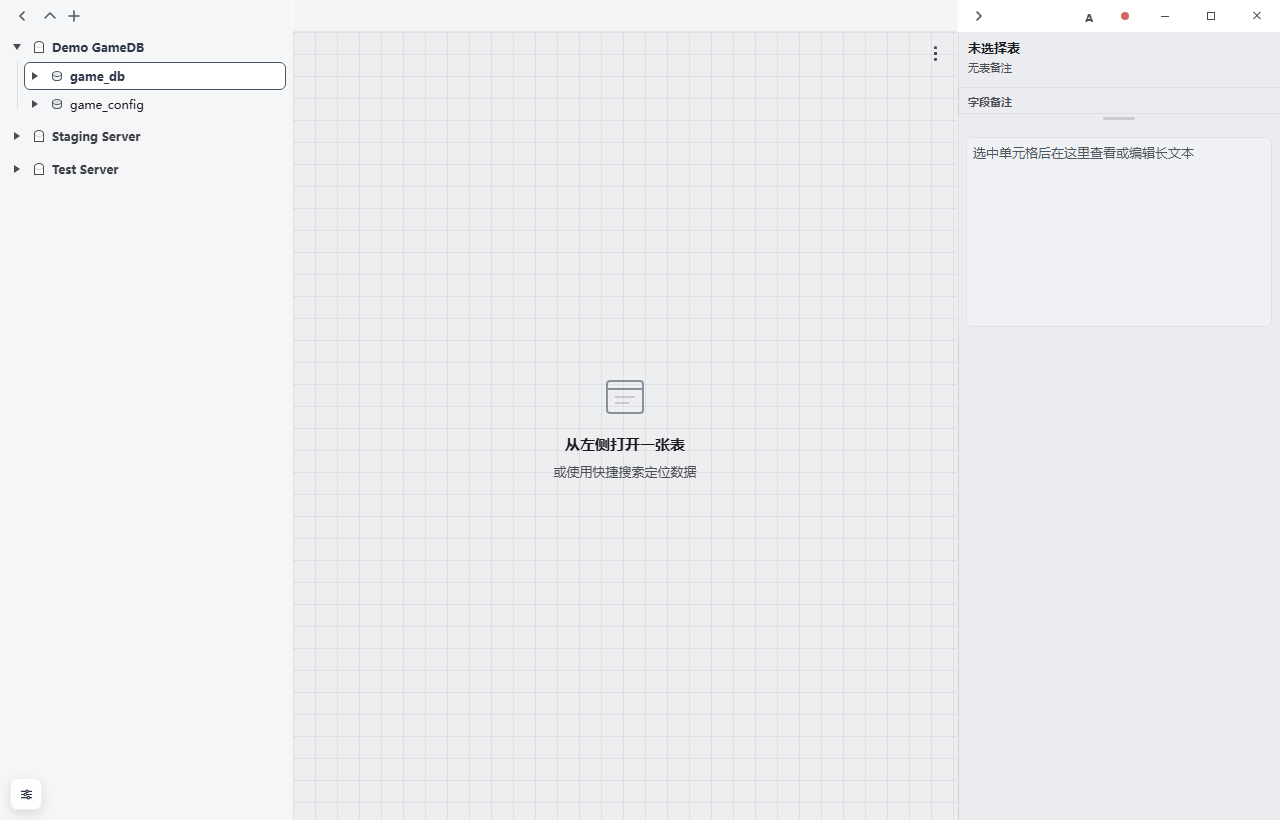 Demo GameDB
game_db
game_config
Staging Server
Test Server
从左侧打开一张表
或使用快捷搜索定位数据
A
未选择表
无表备注
字段备注
选中单元格后在这里查看或编辑长文本